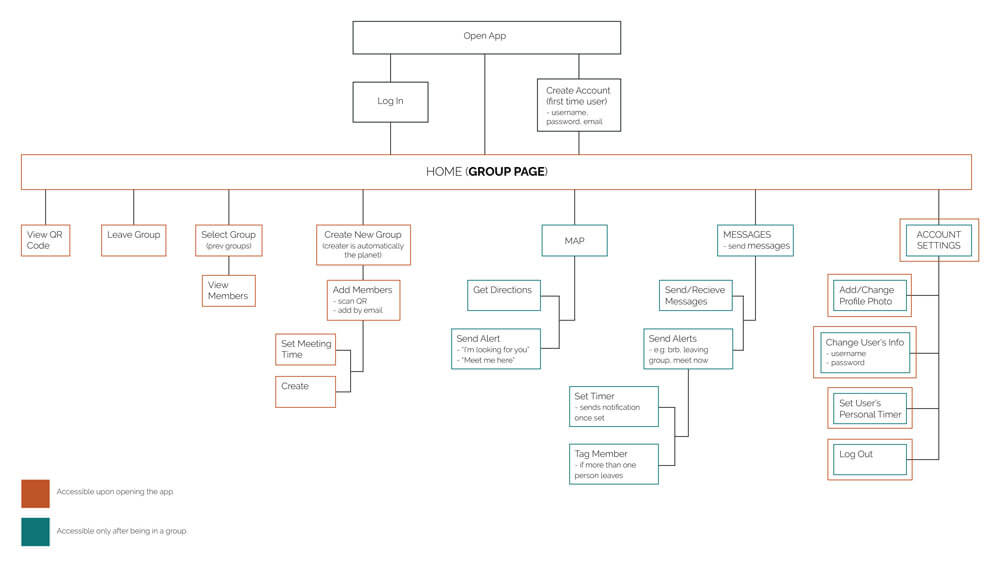 Open App
Log In
Create Account
(first time user)
- username,
password, email
HOME (GROUP PAGE)
View QR
Code
Leave Group
Select Group
(prev groups)
View
Members
Create New Group
(creater is automatically
the planet)
Add Members
- scan QR
- add by email
Set Meeting
Time
Create
MAP
Get Directions
Send Alert
- "I'm looking for you"
- "Meet me here"
MESSAGES
- send messages
Send/Recieve
Messages
Send Alerts
- e.g: brb, leaving
group, meet now
Set Timer
- sends notification
once set
Tag Member
- if more than one
person leaves
ACCOUNT
SETTINGS
Add/Change
Profile Photo
Change User's Info
- username
- password
Set User's
Personal Timer
Log Out
Accessible upon opening the app.
Accessible only after being in a group.